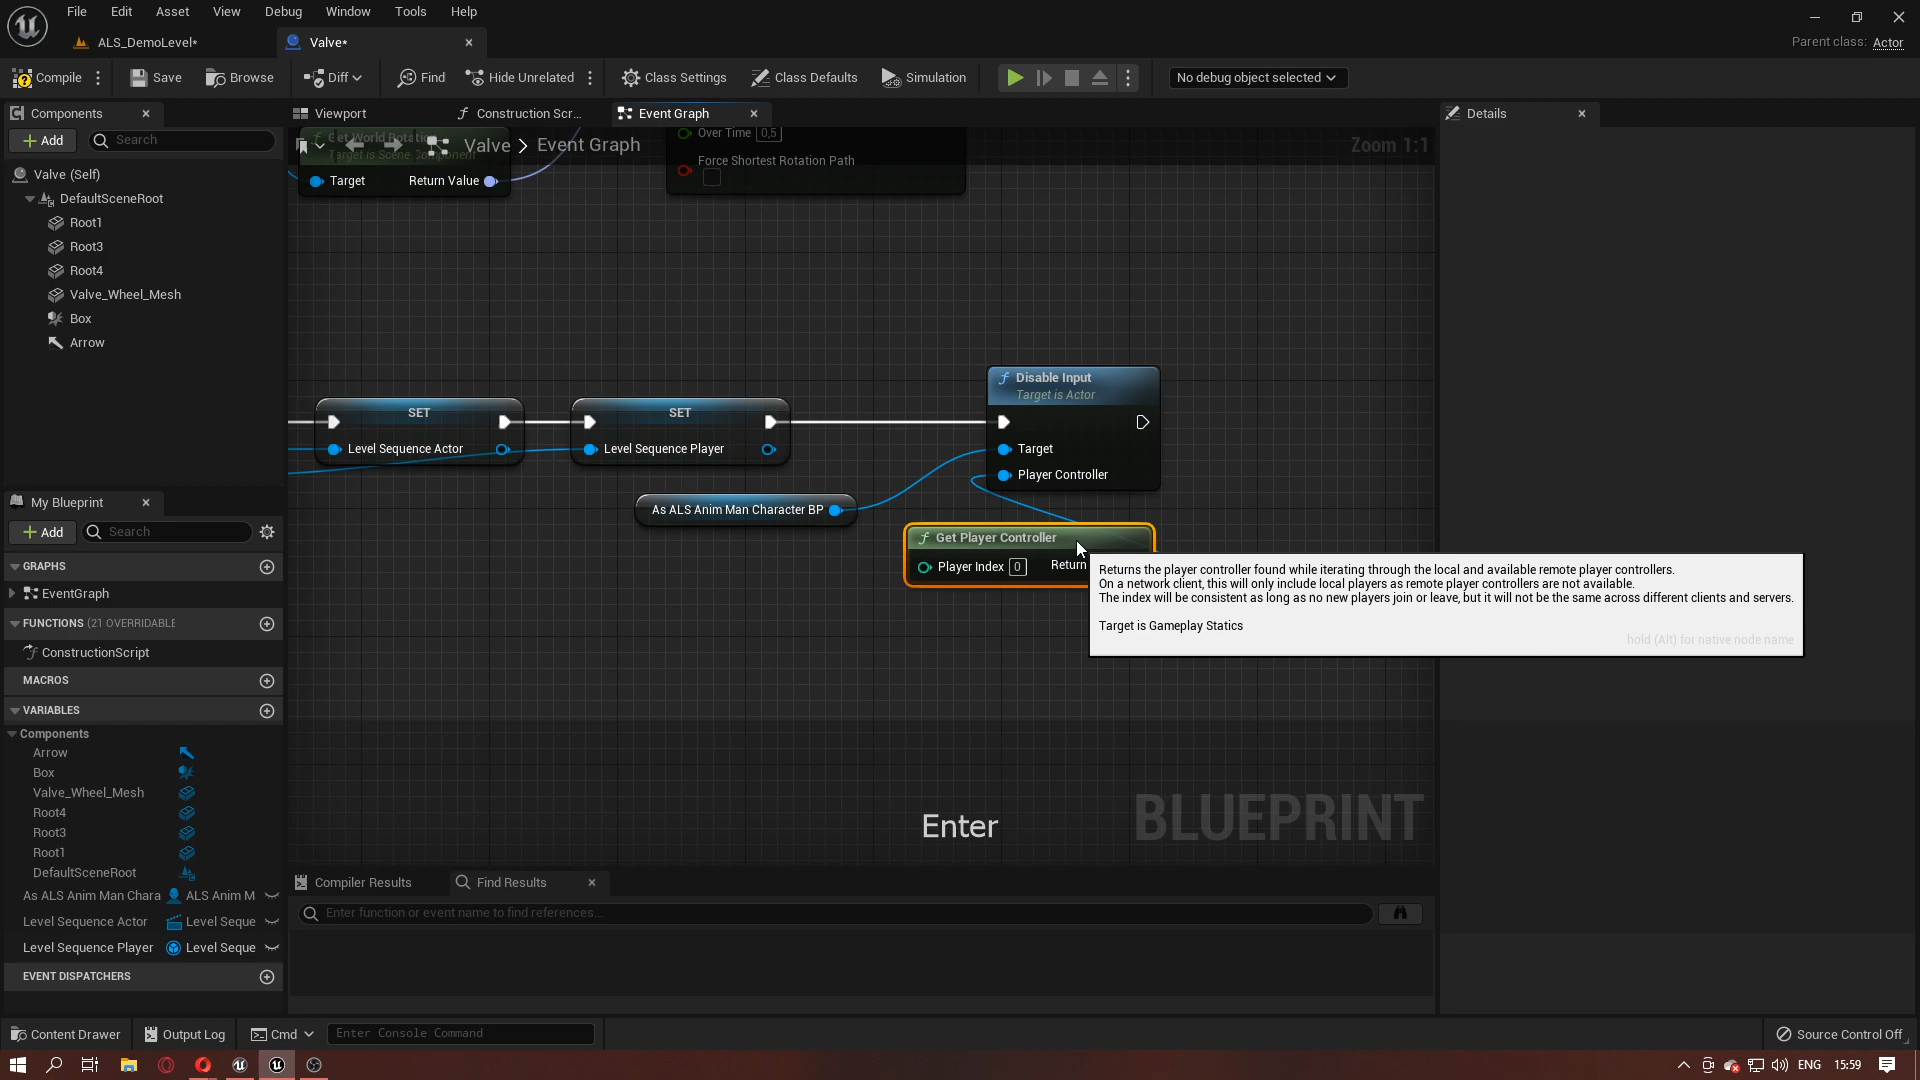 File Edit Asset View Debug Window Tools Help
ALS_DemoLevel*
Valve*
Parent class: Actor
Compile
Save
Browse
Diff
Find
Hide Unrelated
Class Settings
Class Defaults
Simulation
No debug object selected
Components
Viewport
Construction Scr...
Event Graph
Details
Add
Search
Get World Rotation
Target is Scene Component
Valve > Event Graph
Zoom 1:1
Over Time 0,5
Force Shortest Rotation Path
Target
Return Value
Valve (Self)
DefaultSceneRoot
Root1
Root3
Root4
Valve_Wheel_Mesh
Box
Arrow
SET
Level Sequence Actor
SET
Level Sequence Player
Disable Input
Target is Actor
Target
Player Controller
As ALS Anim Man Character BP
Get Player Controller
Player Index 0
Return
Returns the player controller found while iterating through the local and available remote player controllers.
On a network client, this will only include local players as remote player controllers are not available.
The index will be consistent as long as no new players join or leave, but it will not be the same across different clients and servers.
Target is Gameplay Statics
hold (Alt) for native node name
My Blueprint
Add
Search
GRAPHS
EventGraph
FUNCTIONS (21 OVERRIDABLE
ConstructionScript
MACROS
VARIABLES
Components
Arrow
Box
Valve_Wheel_Mesh
Root4
Root3
Root1
DefaultSceneRoot
As ALS Anim Man Chara ALS Anim M
Level Sequence Actor Level Seque
Level Sequence Player Level Seque
EVENT DISPATCHERS
Enter
BLUEPRINT
Compiler Results
Find Results
Enter function or event name to find references...
Content Drawer
Output Log
Cmd
Enter Console Command
Source Control Off
ENG 15:59